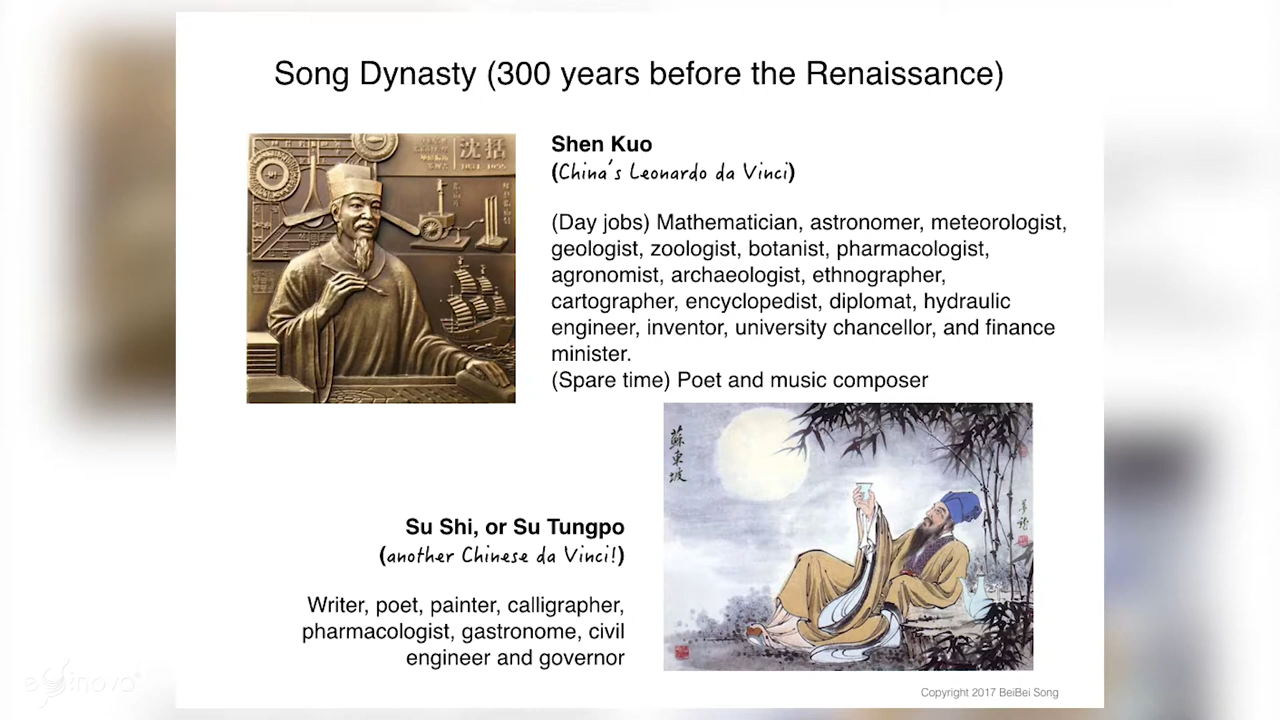 Song Dynasty (300 years before the Renaissance)
沈括
Shen Kuo
(China's Leonardo da Vinci)
(Day jobs) Mathematician, astronomer, meteorologist,
geologist, zoologist, botanist, pharmacologist,
agronomist, archaeologist, ethnographer,
cartographer, encyclopedist, diplomat, hydraulic
engineer, inventor, university chancellor, and finance
minister.
(Spare time) Poet and music composer
蘇東坡
Su Shi, or Su Tungpo
(another Chinese da Vinci!)
Writer, poet, painter, calligrapher,
pharmacologist, gastronome, civil
engineer and governor
Copyright 2017 BeiBei Song